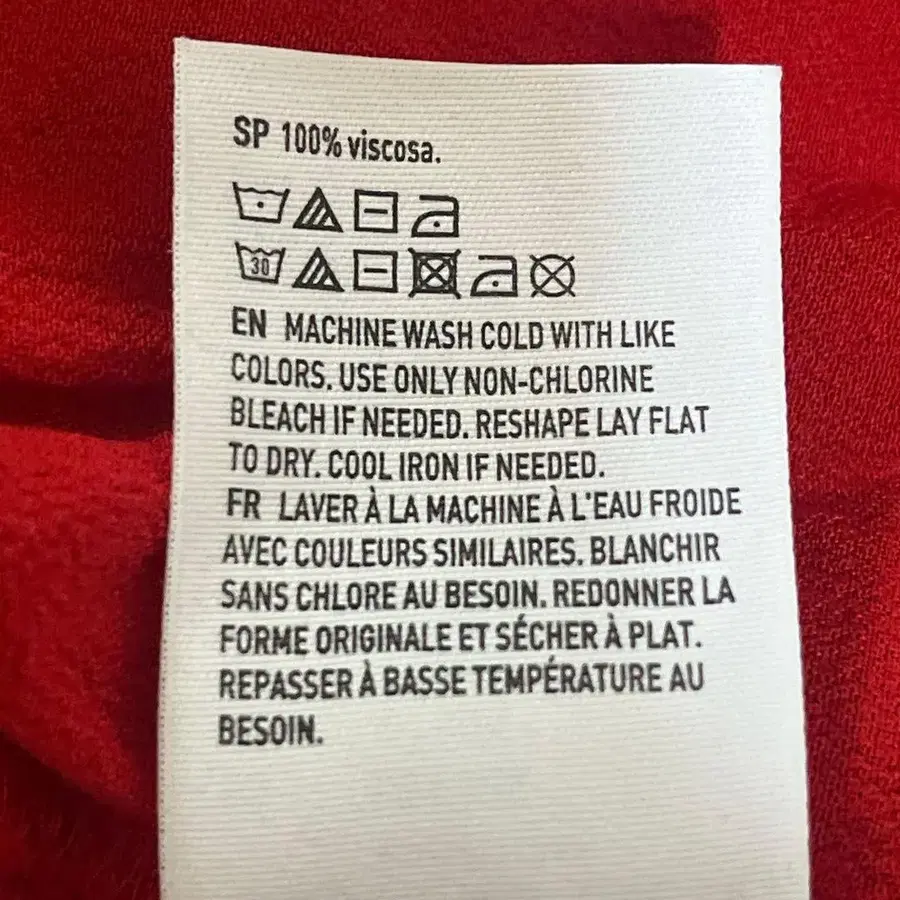 SP 100% viscosa.
30
EN MACHINE WASH COLD WITH LIKE
COLORS. USE ONLY NON-CHLORINE
BLEACH IF NEEDED. RESHAPE LAY FLAT
TO DRY. COOL IRON IF NEEDED.
FR LAVER À LA MACHINE À L'EAU FROIDE
AVEC COULEURS SIMILAIRES. BLANCHIR
SANS CHLORE AU BESOIN. REDONNER LA
FORME ORIGINALE ET SÉCHER À PLAT.
REPASSER À BASSE TEMPÉRATURE AU
BESOIN.